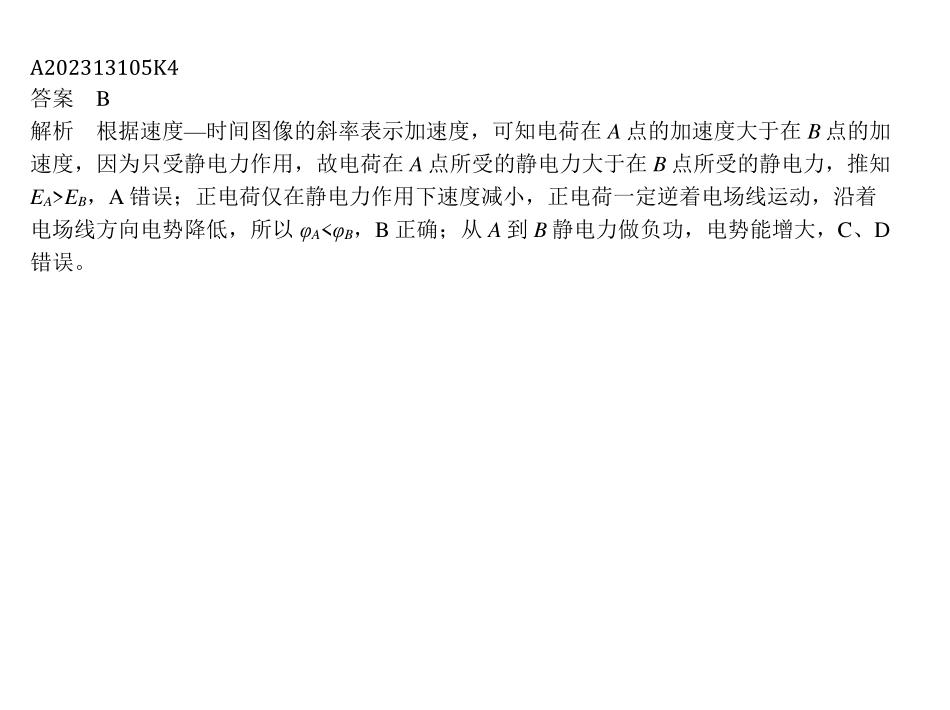 A202313105K4
答案　B
解析　根据速度—时间图像的斜率表示加速度，可知电荷在 A 点的加速度大于在 B 点的加
速度，因为只受静电力作用，故电荷在 A 点所受的静电力大于在 B 点所受的静电力，推知
EA>EB，A 错误；正电荷仅在静电力作用下速度减小，正电荷一定逆着电场线运动，沿着
电场线方向电势降低，所以 φA<φB，B 正确；从 A 到 B 静电力做负功，电势能增大，C、D
错误。